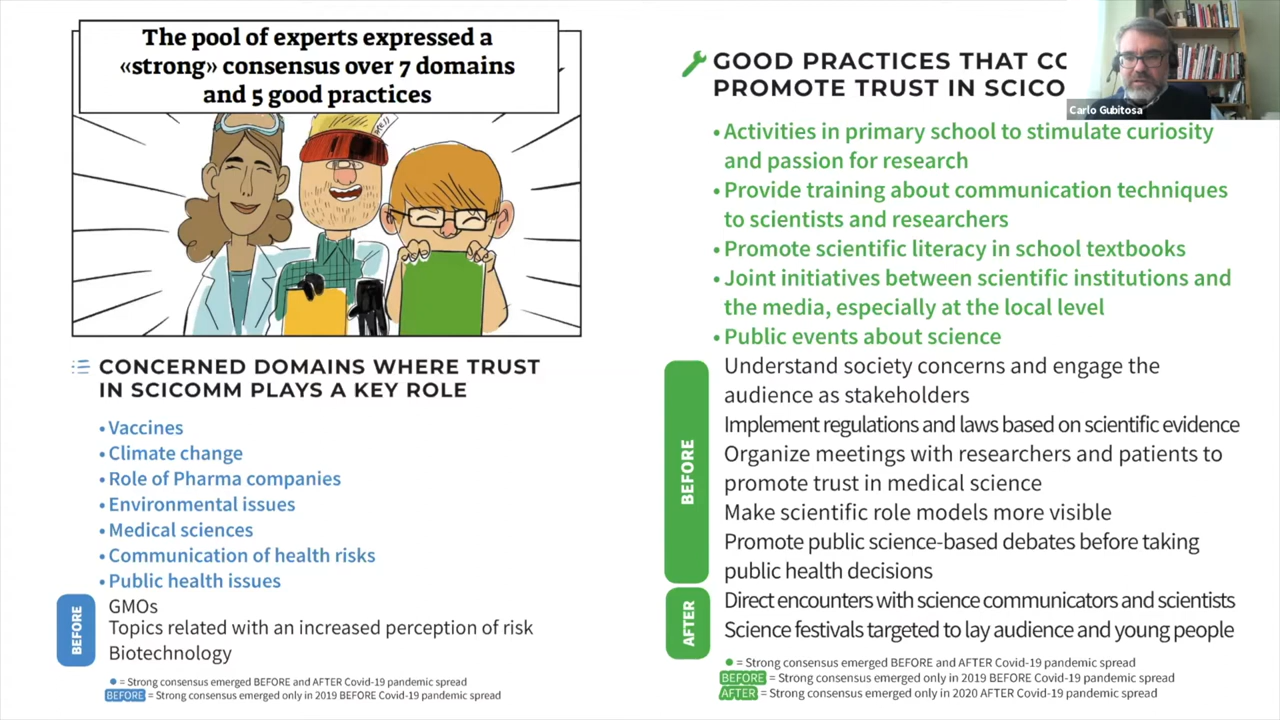 The pool of experts expressed a
«strong» consensus over 7 domains
and 5 good practices
CONCERNED DOMAINS WHERE TRUST
IN SCICOMM PLAYS A KEY ROLE
• Vaccines
• Climate change
• Role of Pharma companies
• Environmental issues
• Medical sciences
• Communication of health risks
• Public health issues
BEFORE
GMOs
Topics related with an increased perception of risk
Biotechnology
• = Strong consensus emerged BEFORE and AFTER Covid-19 pandemic spread
BEFORE = Strong consensus emerged only in 2019 BEFORE Covid-19 pandemic spread
GOOD PRACTICES THAT CO
PROMOTE TRUST IN SCICO
Carlo Gubitosa
• Activities in primary school to stimulate curiosity
and passion for research
• Provide training about communication techniques
to scientists and researchers
• Promote scientific literacy in school textbooks
• Joint initiatives between scientific institutions and
the media, especially at the local level
• Public events about science
BEFORE
Understand society concerns and engage the
audience as stakeholders
Implement regulations and laws based on scientific evidence
Organize meetings with researchers and patients to
promote trust in medical science
Make scientific role models more visible
Promote public science-based debates before taking
public health decisions
AFTER
Direct encounters with science communicators and scientists
Science festivals targeted to lay audience and young people
• = Strong consensus emerged BEFORE and AFTER Covid-19 pandemic spread
BEFORE = Strong consensus emerged only in 2019 BEFORE Covid-19 pandemic spread
AFTER = Strong consensus emerged only in 2020 AFTER Covid-19 pandemic spread